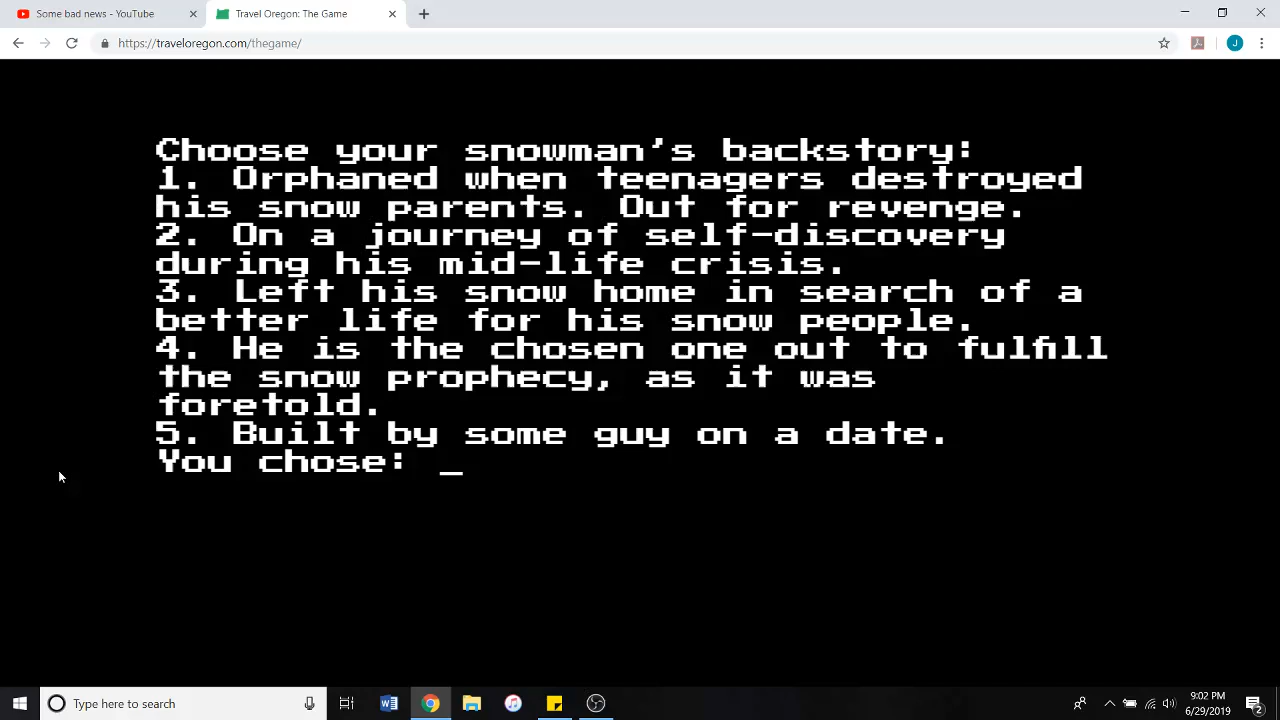 Some bad news - YouTube
Travel Oregon: The Game
https://traveloregon.com/thegame/
J
Choose your snowman's backstory:
1. Orphaned when teenagers destroyed
his snow parents. Out for revenge.
2. On a journey of self-discovery
during his mid-life crisis.
3. Left his snow home in search of a
better life for his snow people.
4. He is the chosen one out to fulfill
the snow prophecy, as it was
foretold.
5. Built by some guy on a date.
You chose: _
Type here to search
9:02 PM
6/29/2019
2